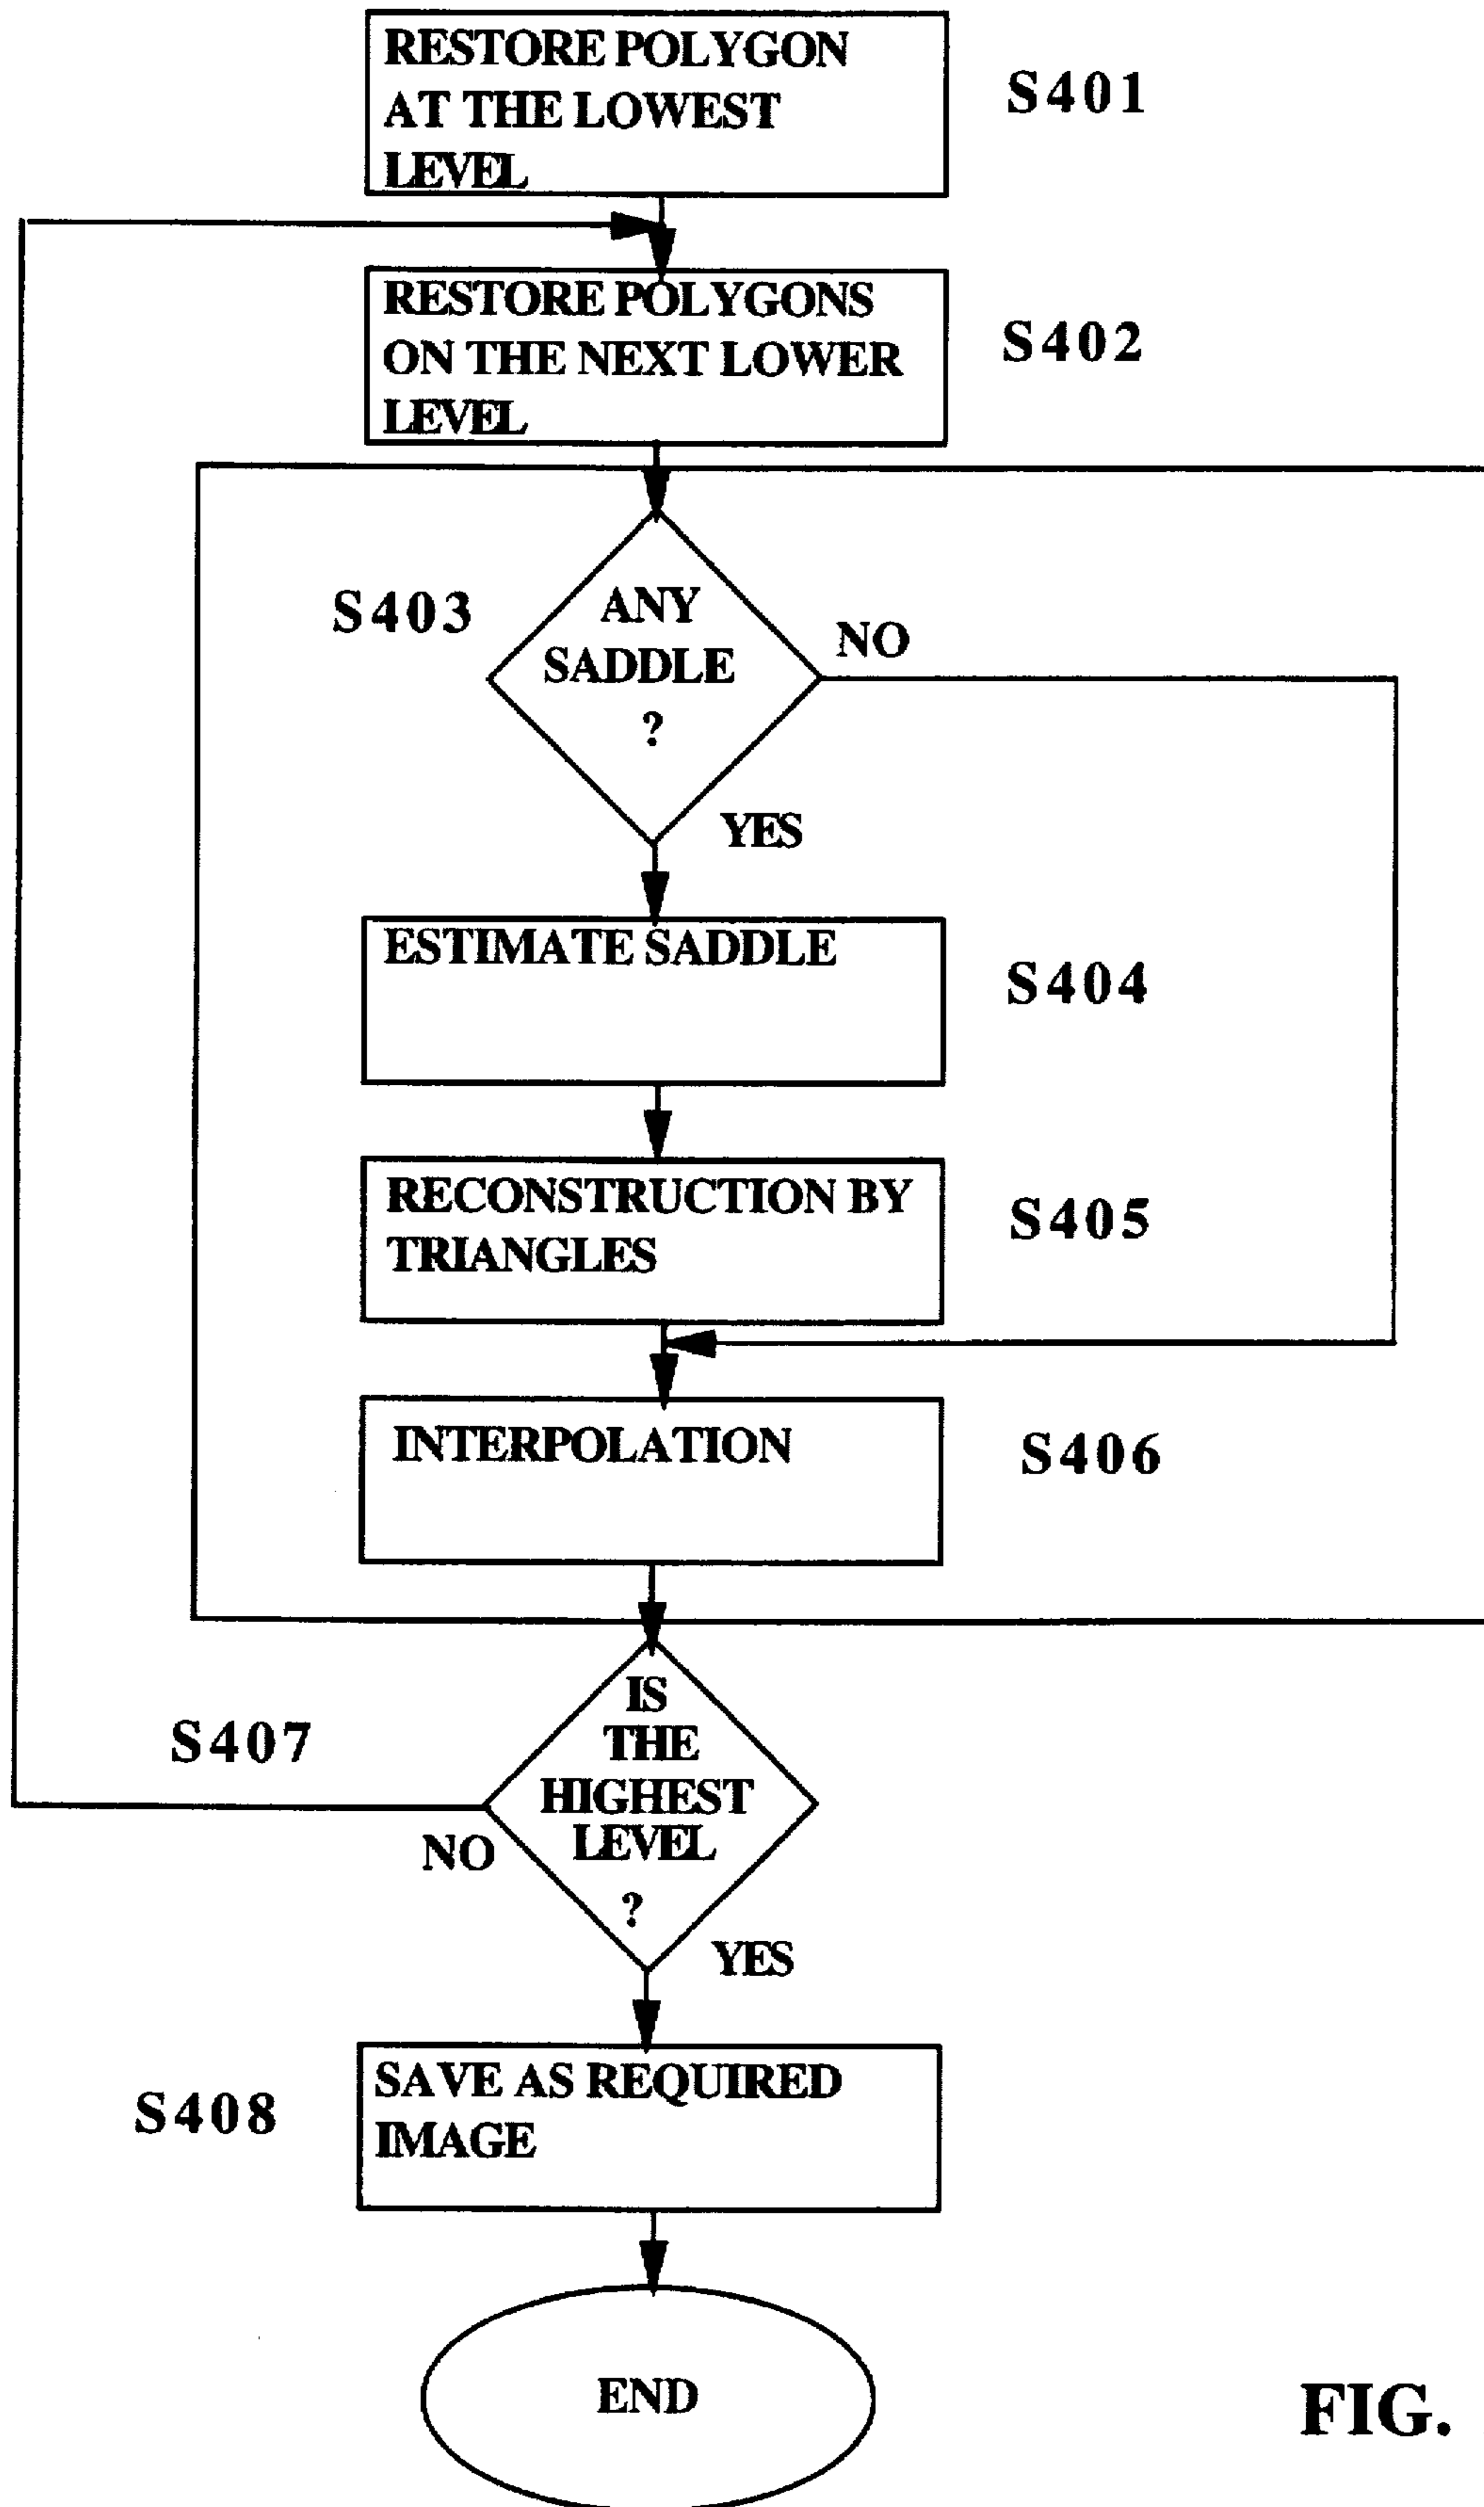 RESTORE POLYGON
AT THE LOWEST
LEVEL
S401
RESTORE POLYGONS
ON THE NEXT LOWER
LEVEL
S402
S403
ANY
SADDLE
?
NO
YES
ESTIMATE SADDLE
S404
RECONSTRUCTION BY
TRIANGLES
S405
INTERPOLATION
S406
S407
IS
THE
HIGHEST
LEVEL
?
NO
YES
S408
SAVE AS REQUIRED
IMAGE
END
FIG.